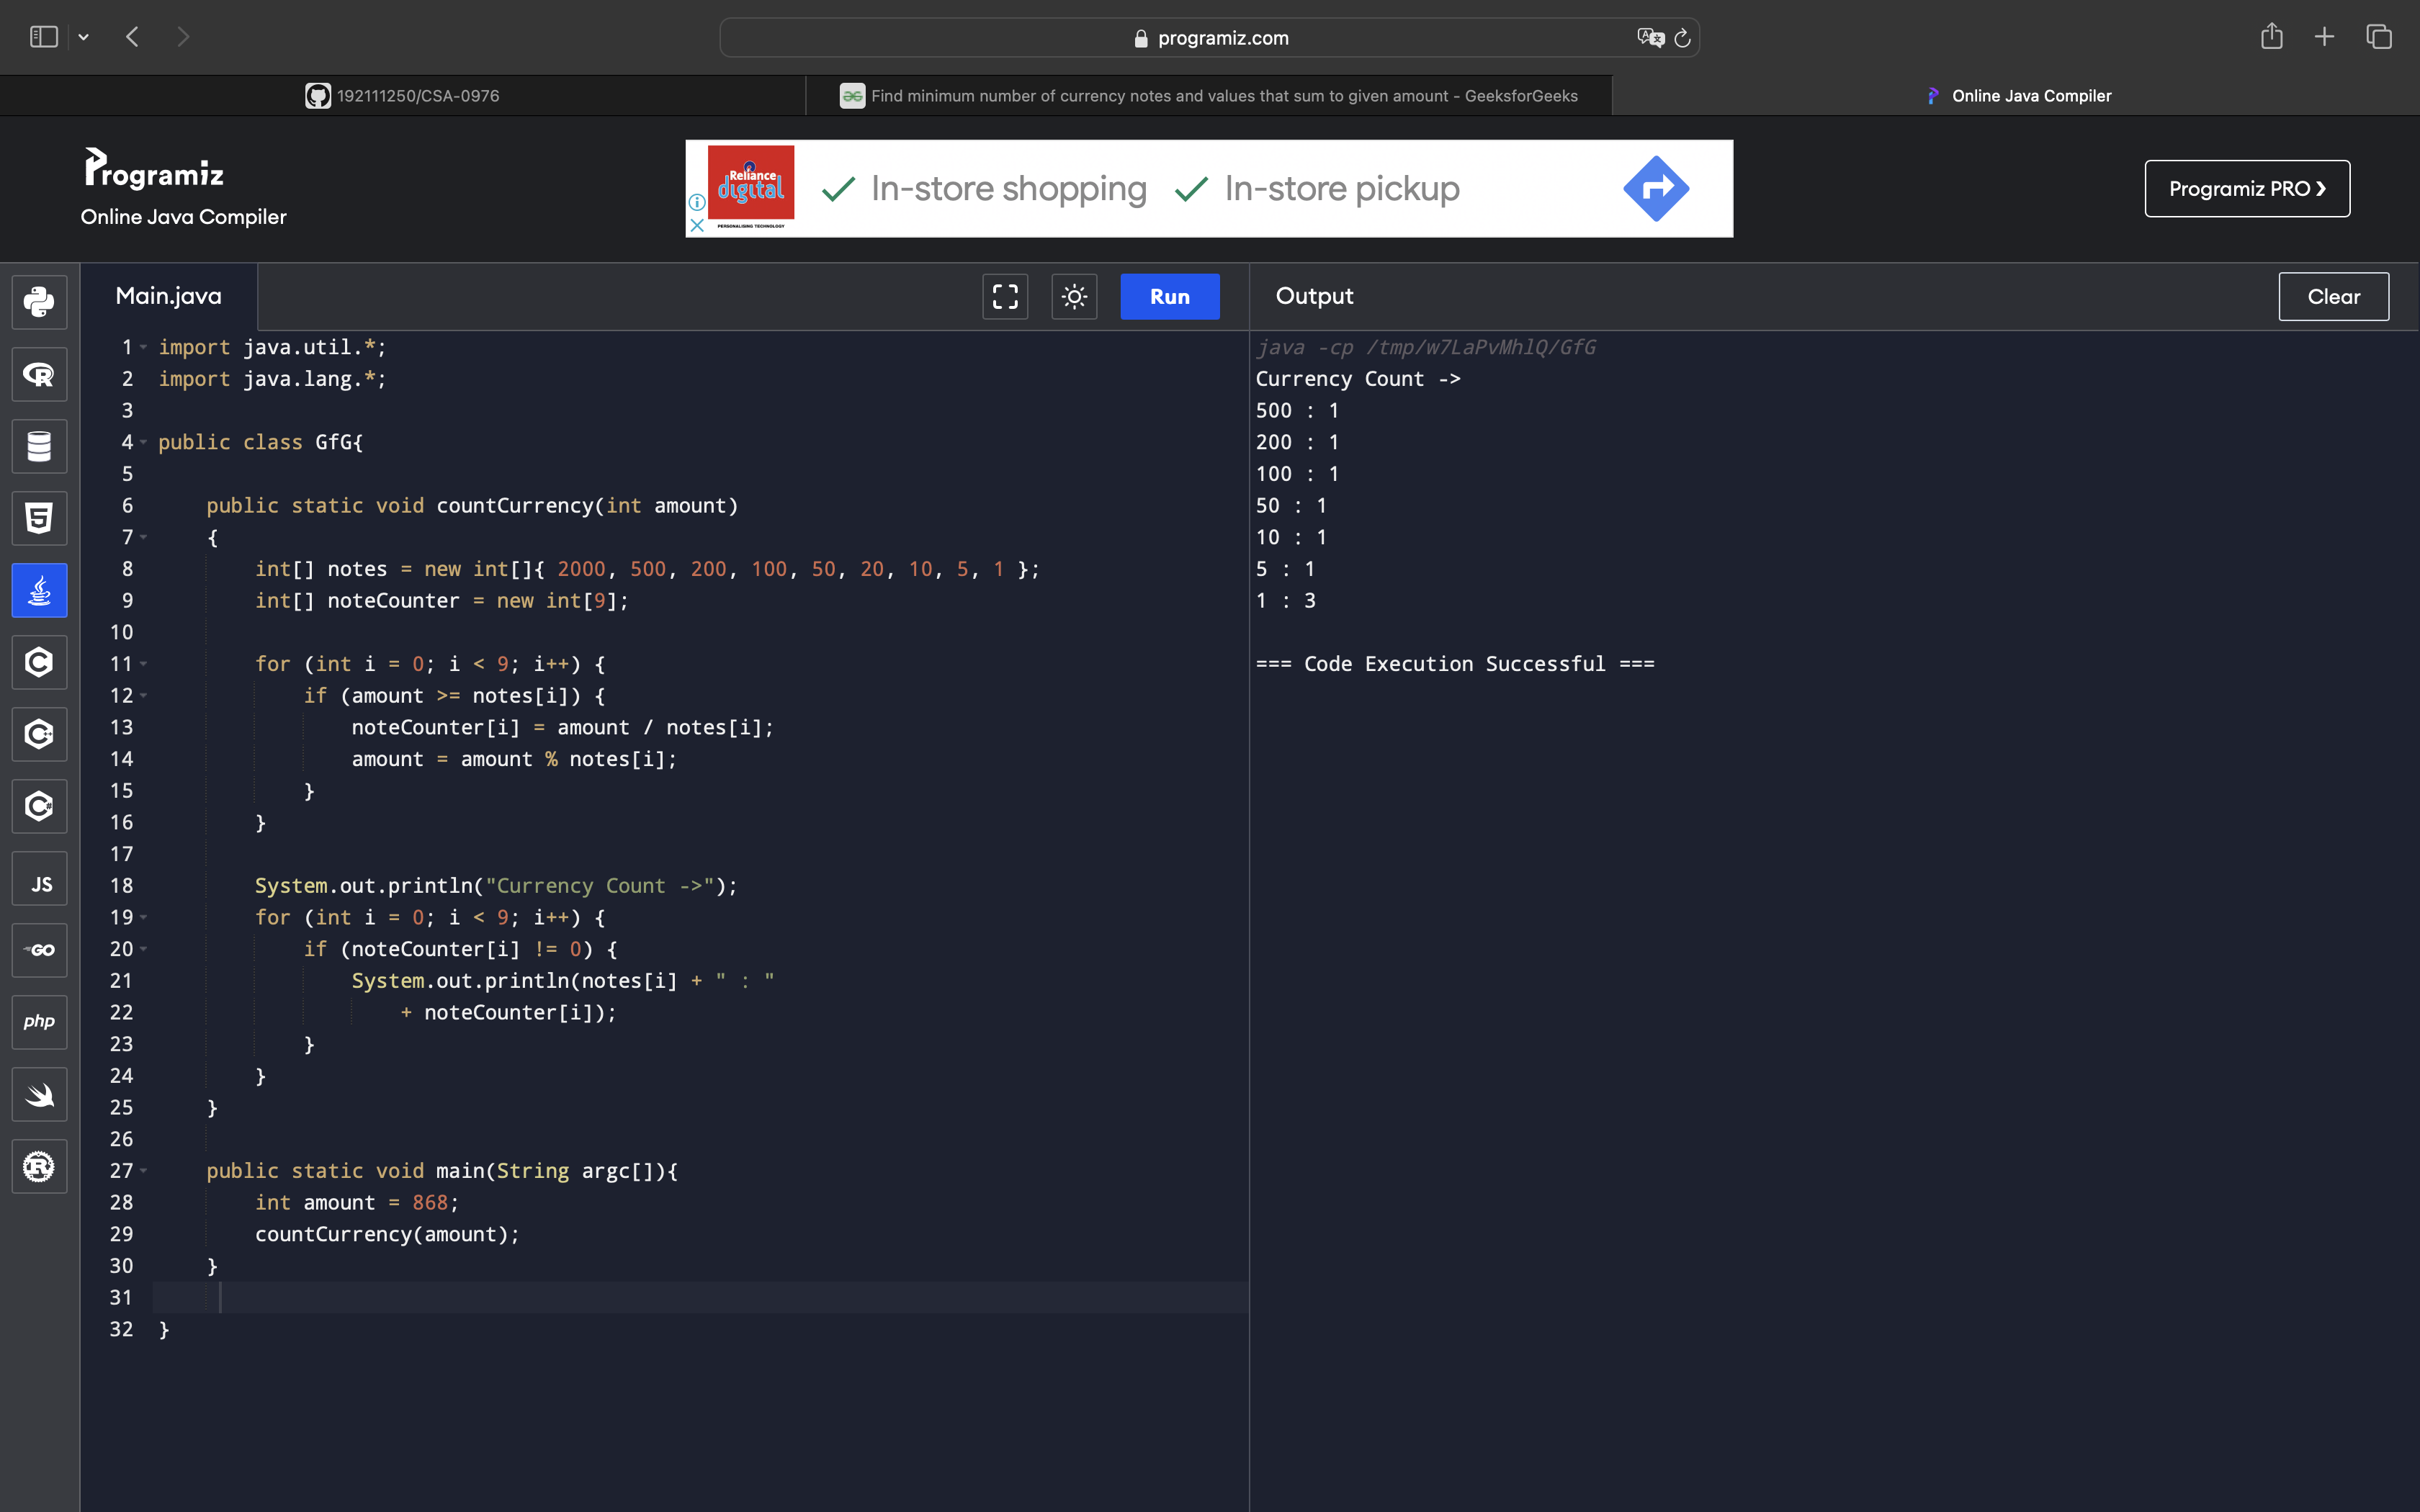 programiz.com
192111250/CSA-0976
Find minimum number of currency notes and values that sum to given amount - GeeksforGeeks
Online Java Compiler
Programiz
Online Java Compiler
Reliance
digital
PERSONALISING TECHNOLOGY
In-store shopping
In-store pickup
Programiz PRO ❯
Main.java
Run
Output
Clear
1 import java.util.*;
2 import java.lang.*;
3
4 public class GfG{
5
6     public static void countCurrency(int amount)
7     {
8         int[] notes = new int[]{ 2000, 500, 200, 100, 50, 20, 10, 5, 1 };
9         int[] noteCounter = new int[9];
10
11         for (int i = 0; i < 9; i++) {
12             if (amount >= notes[i]) {
13                 noteCounter[i] = amount / notes[i];
14                 amount = amount % notes[i];
15             }
16         }
17
18         System.out.println("Currency Count ->");
19         for (int i = 0; i < 9; i++) {
20             if (noteCounter[i] != 0) {
21                 System.out.println(notes[i] + " : "
22                     + noteCounter[i]);
23             }
24         }
25     }
26
27     public static void main(String argc[]){
28         int amount = 868;
29         countCurrency(amount);
30     }
31
32 }
java -cp /tmp/w7LaPvMhlQ/GfG
Currency Count ->
500 : 1
200 : 1
100 : 1
50 : 1
10 : 1
5 : 1
1 : 3
=== Code Execution Successful ===
R
5
C
C++
C#
JS
GO
php
R